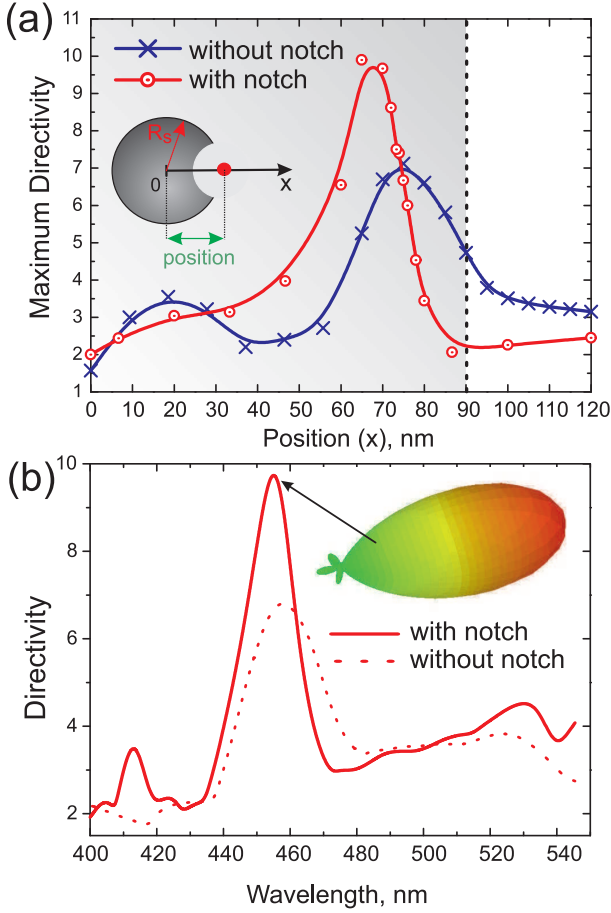 (a)
11
10
9
8
7
6
5
4
3
2
1
Maximum Directivity
without notch
with notch
Rs
0
x
position
0 10 20 30 40 50 60 70 80 90 100 110 120
Position (x), nm
(b)
10
8
6
4
2
Directivity
with notch
without notch
400 420 440 460 480 500 520 540
Wavelength, nm